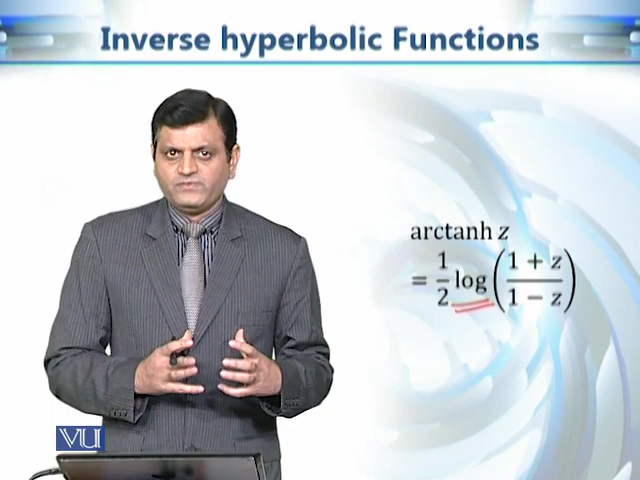 Inverse hyperbolic Functions
arctanh z
= 1/2 log ((1 + z)/(1 − z))
VU